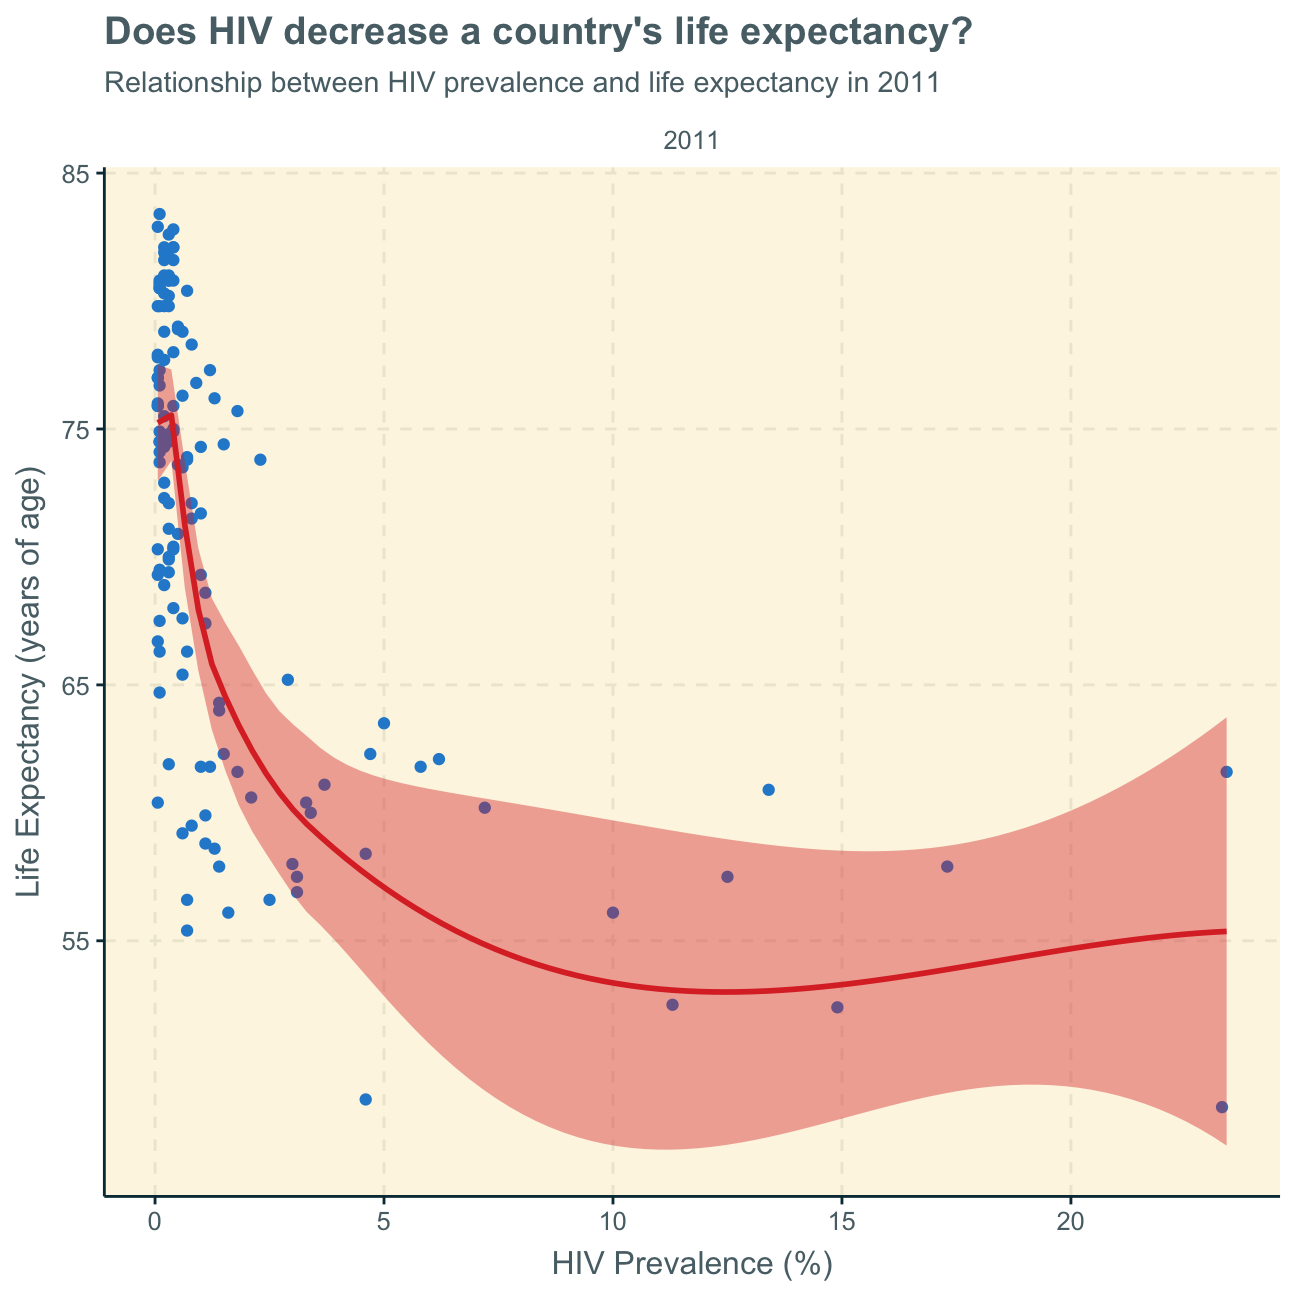 Does HIV decrease a country's life expectancy?
Relationship between HIV prevalence and life expectancy in 2011
2011
85
75
65
55
Life Expectancy (years of age)
0 5 10 15 20
HIV Prevalence (%)